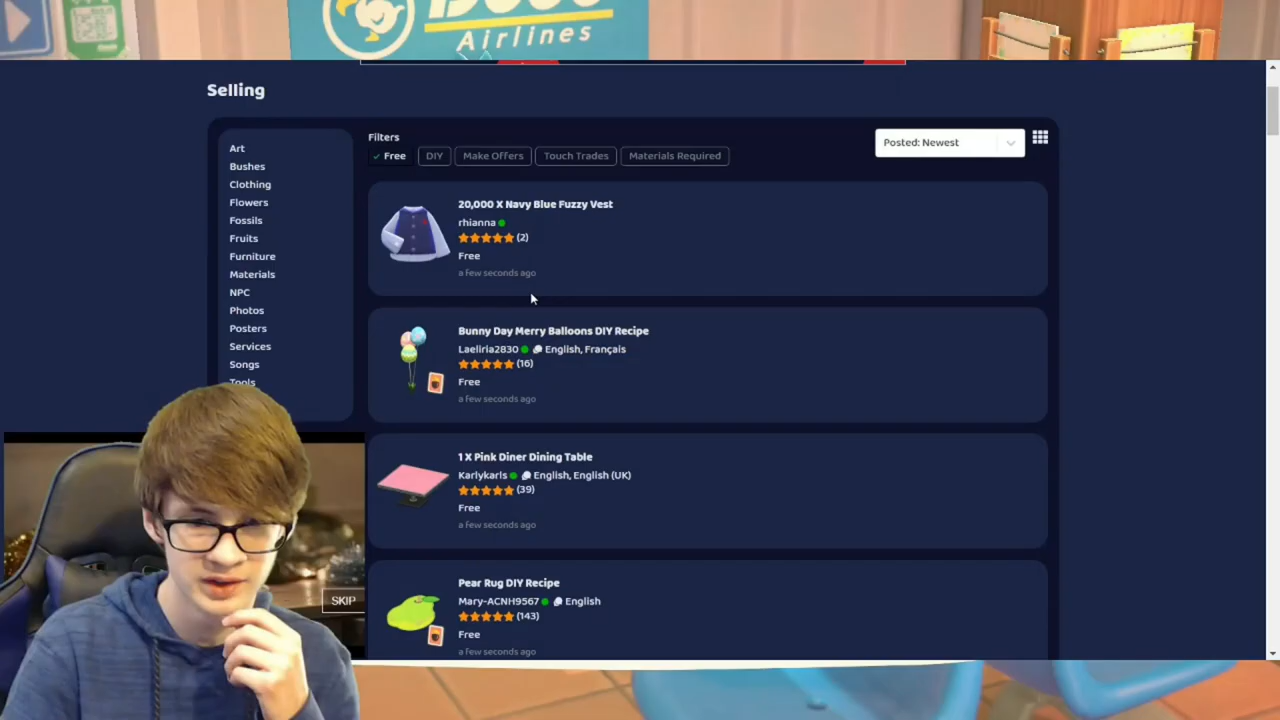 Airlines
Selling
Art
Bushes
Clothing
Flowers
Fossils
Fruits
Furniture
Materials
NPC
Photos
Posters
Services
Songs
Tools
Filters
Free
DIY
Make Offers
Touch Trades
Materials Required
Posted: Newest
20,000 X Navy Blue Fuzzy Vest
rhianna
(2)
Free
a few seconds ago
Bunny Day Merry Balloons DIY Recipe
Laeliria2830 English, Français
(16)
Free
a few seconds ago
1 X Pink Diner Dining Table
Karlykarls English, English (UK)
(39)
Free
a few seconds ago
Pear Rug DIY Recipe
Mary-ACNH9567 English
(143)
Free
a few seconds ago
SKIP